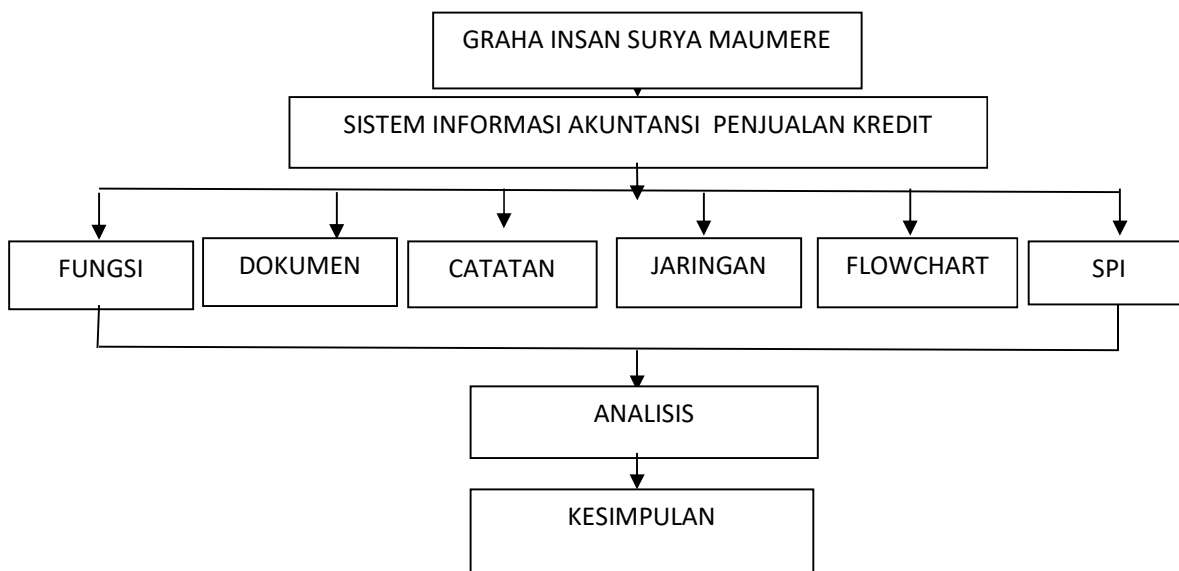 GRAHA INSAN SURYA MAUMERE
SISTEM INFORMASI AKUNTANSI PENJUALAN KREDIT
FUNGSI
DOKUMEN
CATATAN
JARINGAN
FLOWCHART
SPI
ANALISIS
KESIMPULAN